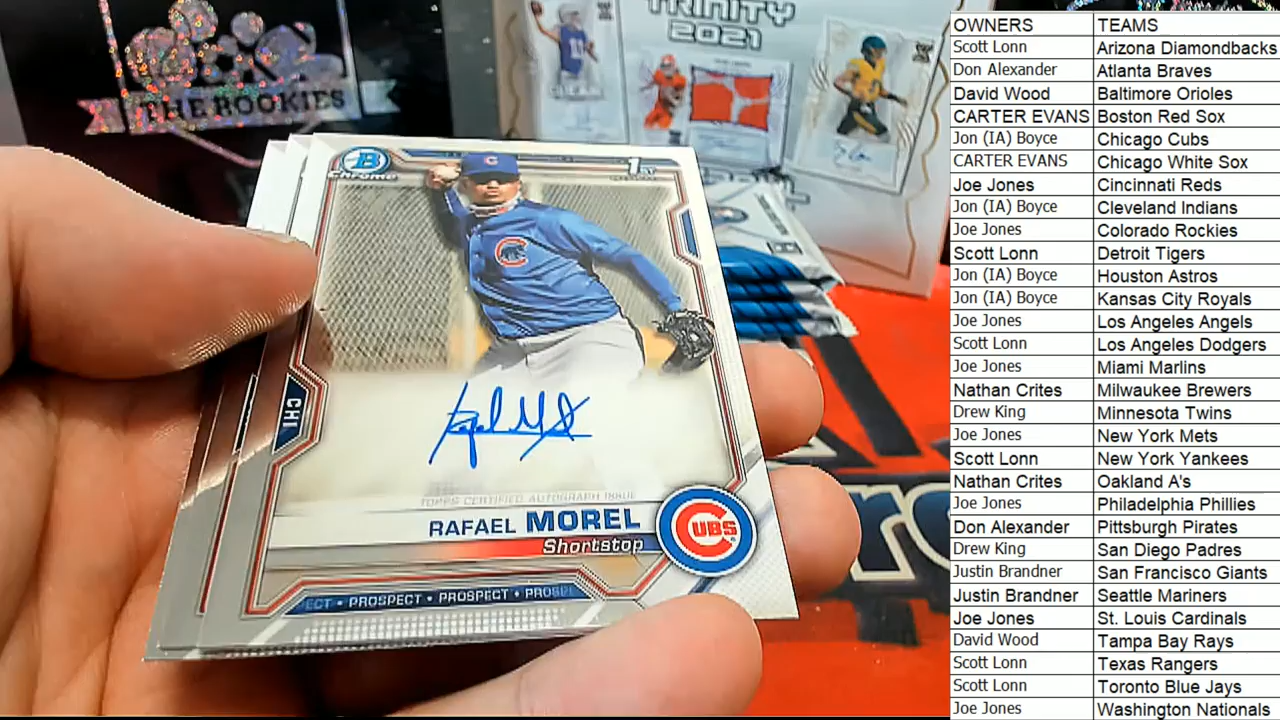 THE ROOKIES
TRINITY
2021
B
Chrome
1ST
C
CHI
TOPPS CERTIFIED AUTOGRAPH ISSUE
RAFAEL MOREL
Shortstop
CUBS
PROSPECT • PROSPECT
OWNERS TEAMS
Scott Lonn Arizona Diamondbacks
Don Alexander Atlanta Braves
David Wood Baltimore Orioles
CARTER EVANS Boston Red Sox
Jon (IA) Boyce Chicago Cubs
CARTER EVANS Chicago White Sox
Joe Jones Cincinnati Reds
Jon (IA) Boyce Cleveland Indians
Joe Jones Colorado Rockies
Scott Lonn Detroit Tigers
Jon (IA) Boyce Houston Astros
Jon (IA) Boyce Kansas City Royals
Joe Jones Los Angeles Angels
Scott Lonn Los Angeles Dodgers
Joe Jones Miami Marlins
Nathan Crites Milwaukee Brewers
Drew King Minnesota Twins
Joe Jones New York Mets
Scott Lonn New York Yankees
Nathan Crites Oakland A's
Joe Jones Philadelphia Phillies
Don Alexander Pittsburgh Pirates
Drew King San Diego Padres
Justin Brandner San Francisco Giants
Justin Brandner Seattle Mariners
Joe Jones St. Louis Cardinals
David Wood Tampa Bay Rays
Scott Lonn Texas Rangers
Scott Lonn Toronto Blue Jays
Joe Jones Washington Nationals